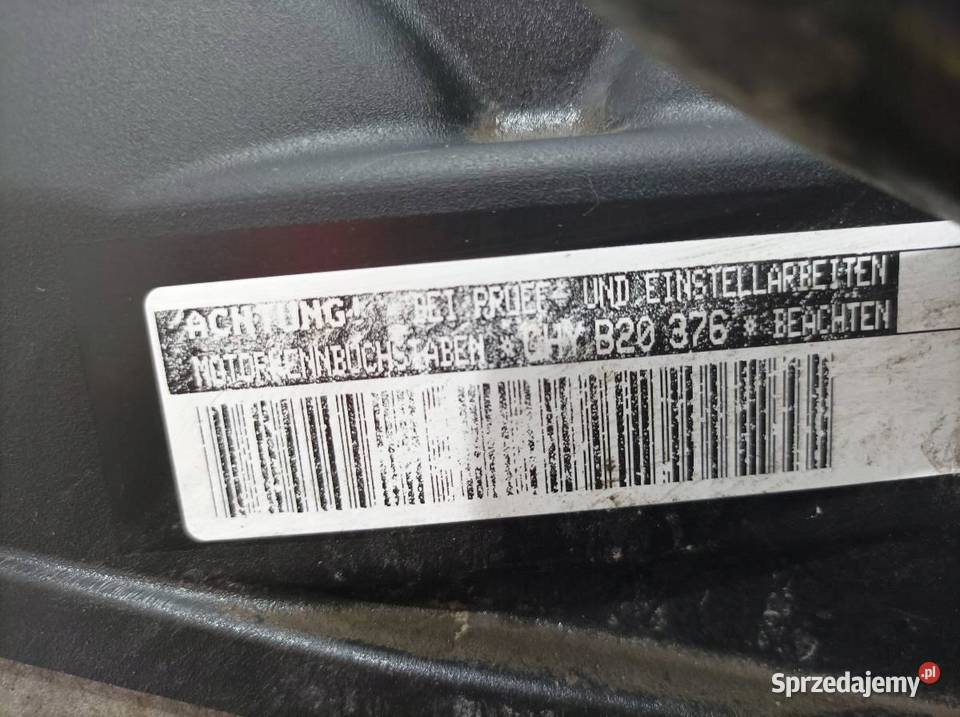 "ACHTUNG!" BEI PRUEF- UND EINSTELLARBEITEN
MOTORKENNBUCHSTABEN * CHY B20 376 * BEACHTEN
Sprzedajemy.pl